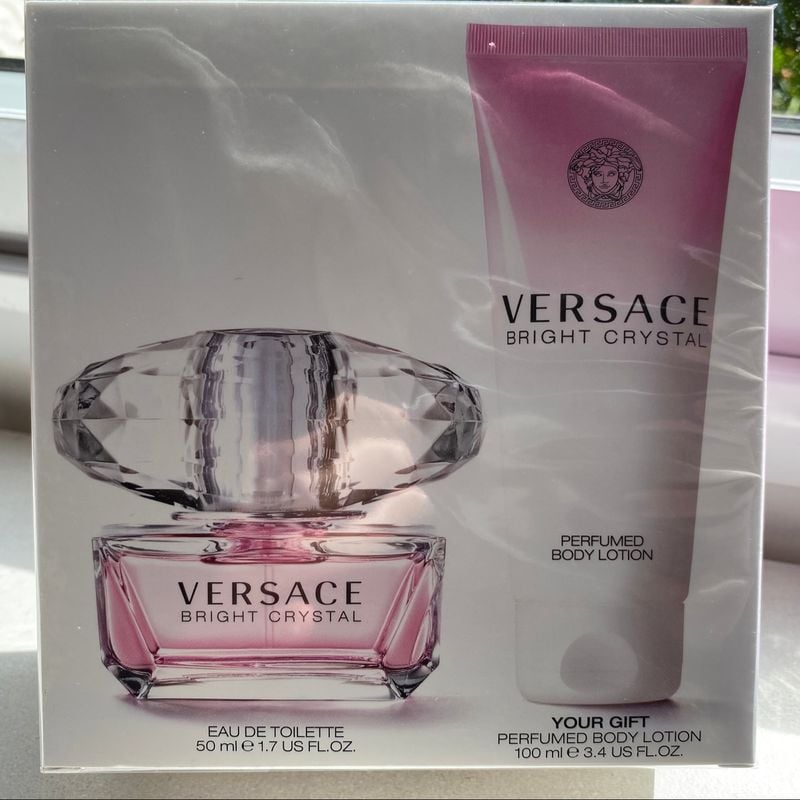 VERSACE
BRIGHT CRYSTAL
PERFUMED
BODY LOTION
VERSACE
BRIGHT CRYSTAL
EAU DE TOILETTE
50 ml ℮ 1.7 US FL.OZ.
YOUR GIFT
PERFUMED BODY LOTION
100 ml ℮ 3.4 US FL.OZ.